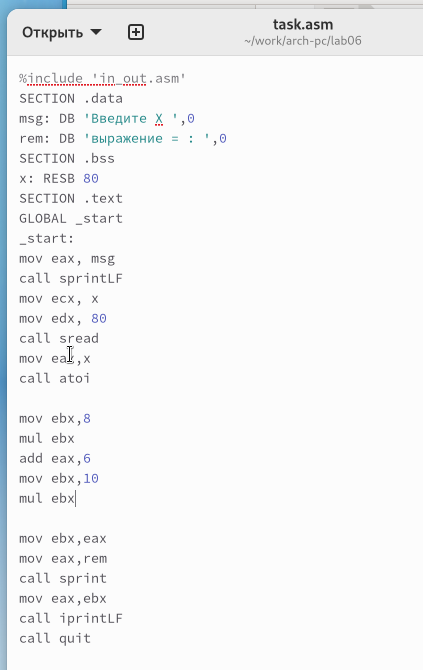 Открыть
task.asm
~/work/arch-pc/lab06
%include 'in_out.asm'
SECTION .data
msg: DB 'Введите X ',0
rem: DB 'выражение = : ',0
SECTION .bss
x: RESB 80
SECTION .text
GLOBAL _start
_start:
mov eax, msg
call sprintLF
mov ecx, x
mov edx, 80
call sread
mov eax,x
call atoi
mov ebx,8
mul ebx
add eax,6
mov ebx,10
mul ebx
mov ebx,eax
mov eax,rem
call sprint
mov eax,ebx
call iprintLF
call quit